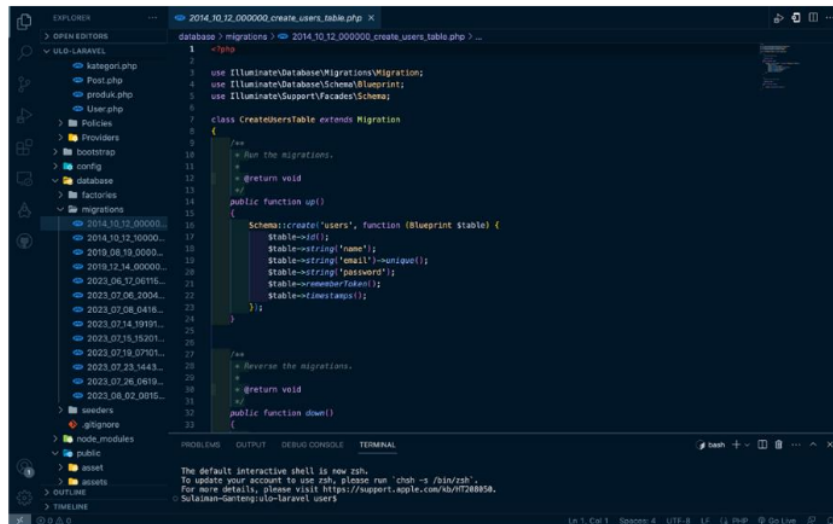 EXPLORER
2014_10_12_000000_create_users_table.php
OPEN EDITORS
database > migrations > 2014_10_12_000000_create_users_table.php > ...
ULO-LARAVEL
kategori.php
Post.php
produk.php
User.php
Policies
Providers
bootstrap
config
database
factories
migrations
2014_10_12_00000...
2014_10_12_10000...
2019_08_19_0000...
2019_12_14_00000...
2023_06_17_06115...
2023_07_06_2004...
2023_07_08_0416...
2023_07_14_19191...
2023_07_15_15201...
2023_07_19_07101...
2023_07_23_1443...
2023_07_26_0619...
2023_08_02_0815...
seeders
.gitignore
node_modules
public
asset
assets
OUTLINE
TIMELINE
1 <?php
2
3 use Illuminate\Database\Migrations\Migration;
4 use Illuminate\Database\Schema\Blueprint;
5 use Illuminate\Support\Facades\Schema;
6
7 class CreateUsersTable extends Migration
8 {
9 /**
10 * Run the migrations.
11 *
12 * @return void
13 */
14 public function up()
15 {
16 Schema::create('users', function (Blueprint $table) {
17 $table->id();
18 $table->string('name');
19 $table->string('email')->unique();
20 $table->string('password');
21 $table->rememberToken();
22 $table->timestamps();
23 });
24 }
25
26
27 /**
28 * Reverse the migrations.
29 *
30 * @return void
31 */
32 public function down()
33 {
PROBLEMS OUTPUT DEBUG CONSOLE TERMINAL
bash
The default interactive shell is now zsh.
To update your account to use zsh, please run `chsh -s /bin/zsh`.
For more details, please visit https://support.apple.com/kb/HT208050.
Sulaiman-Ganteng:ulo-laravel user$
0 0 Ln 1, Col 1 Spaces: 4 UTF-8 LF PHP Go Live